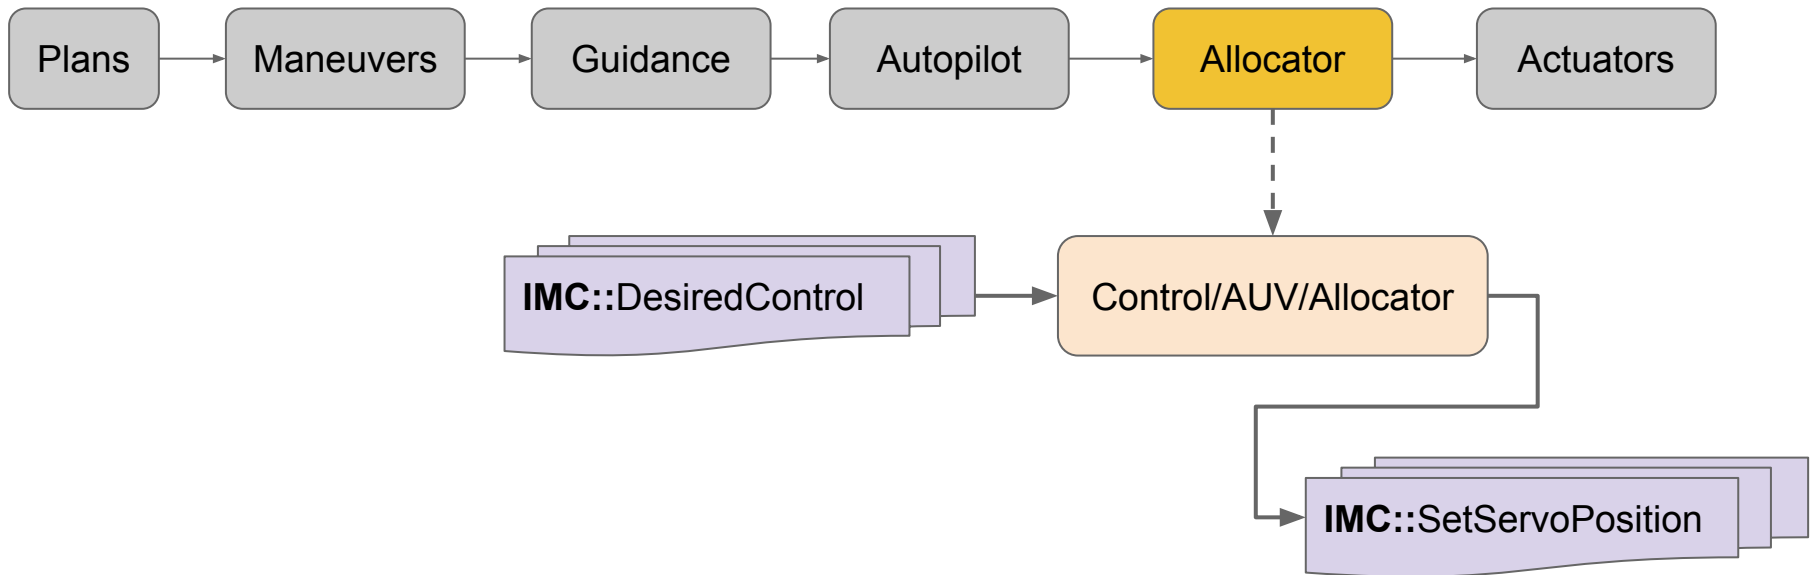 Plans
Maneuvers
Guidance
Autopilot
Allocator
Actuators
IMC::DesiredControl
Control/AUV/Allocator
IMC::SetServoPosition